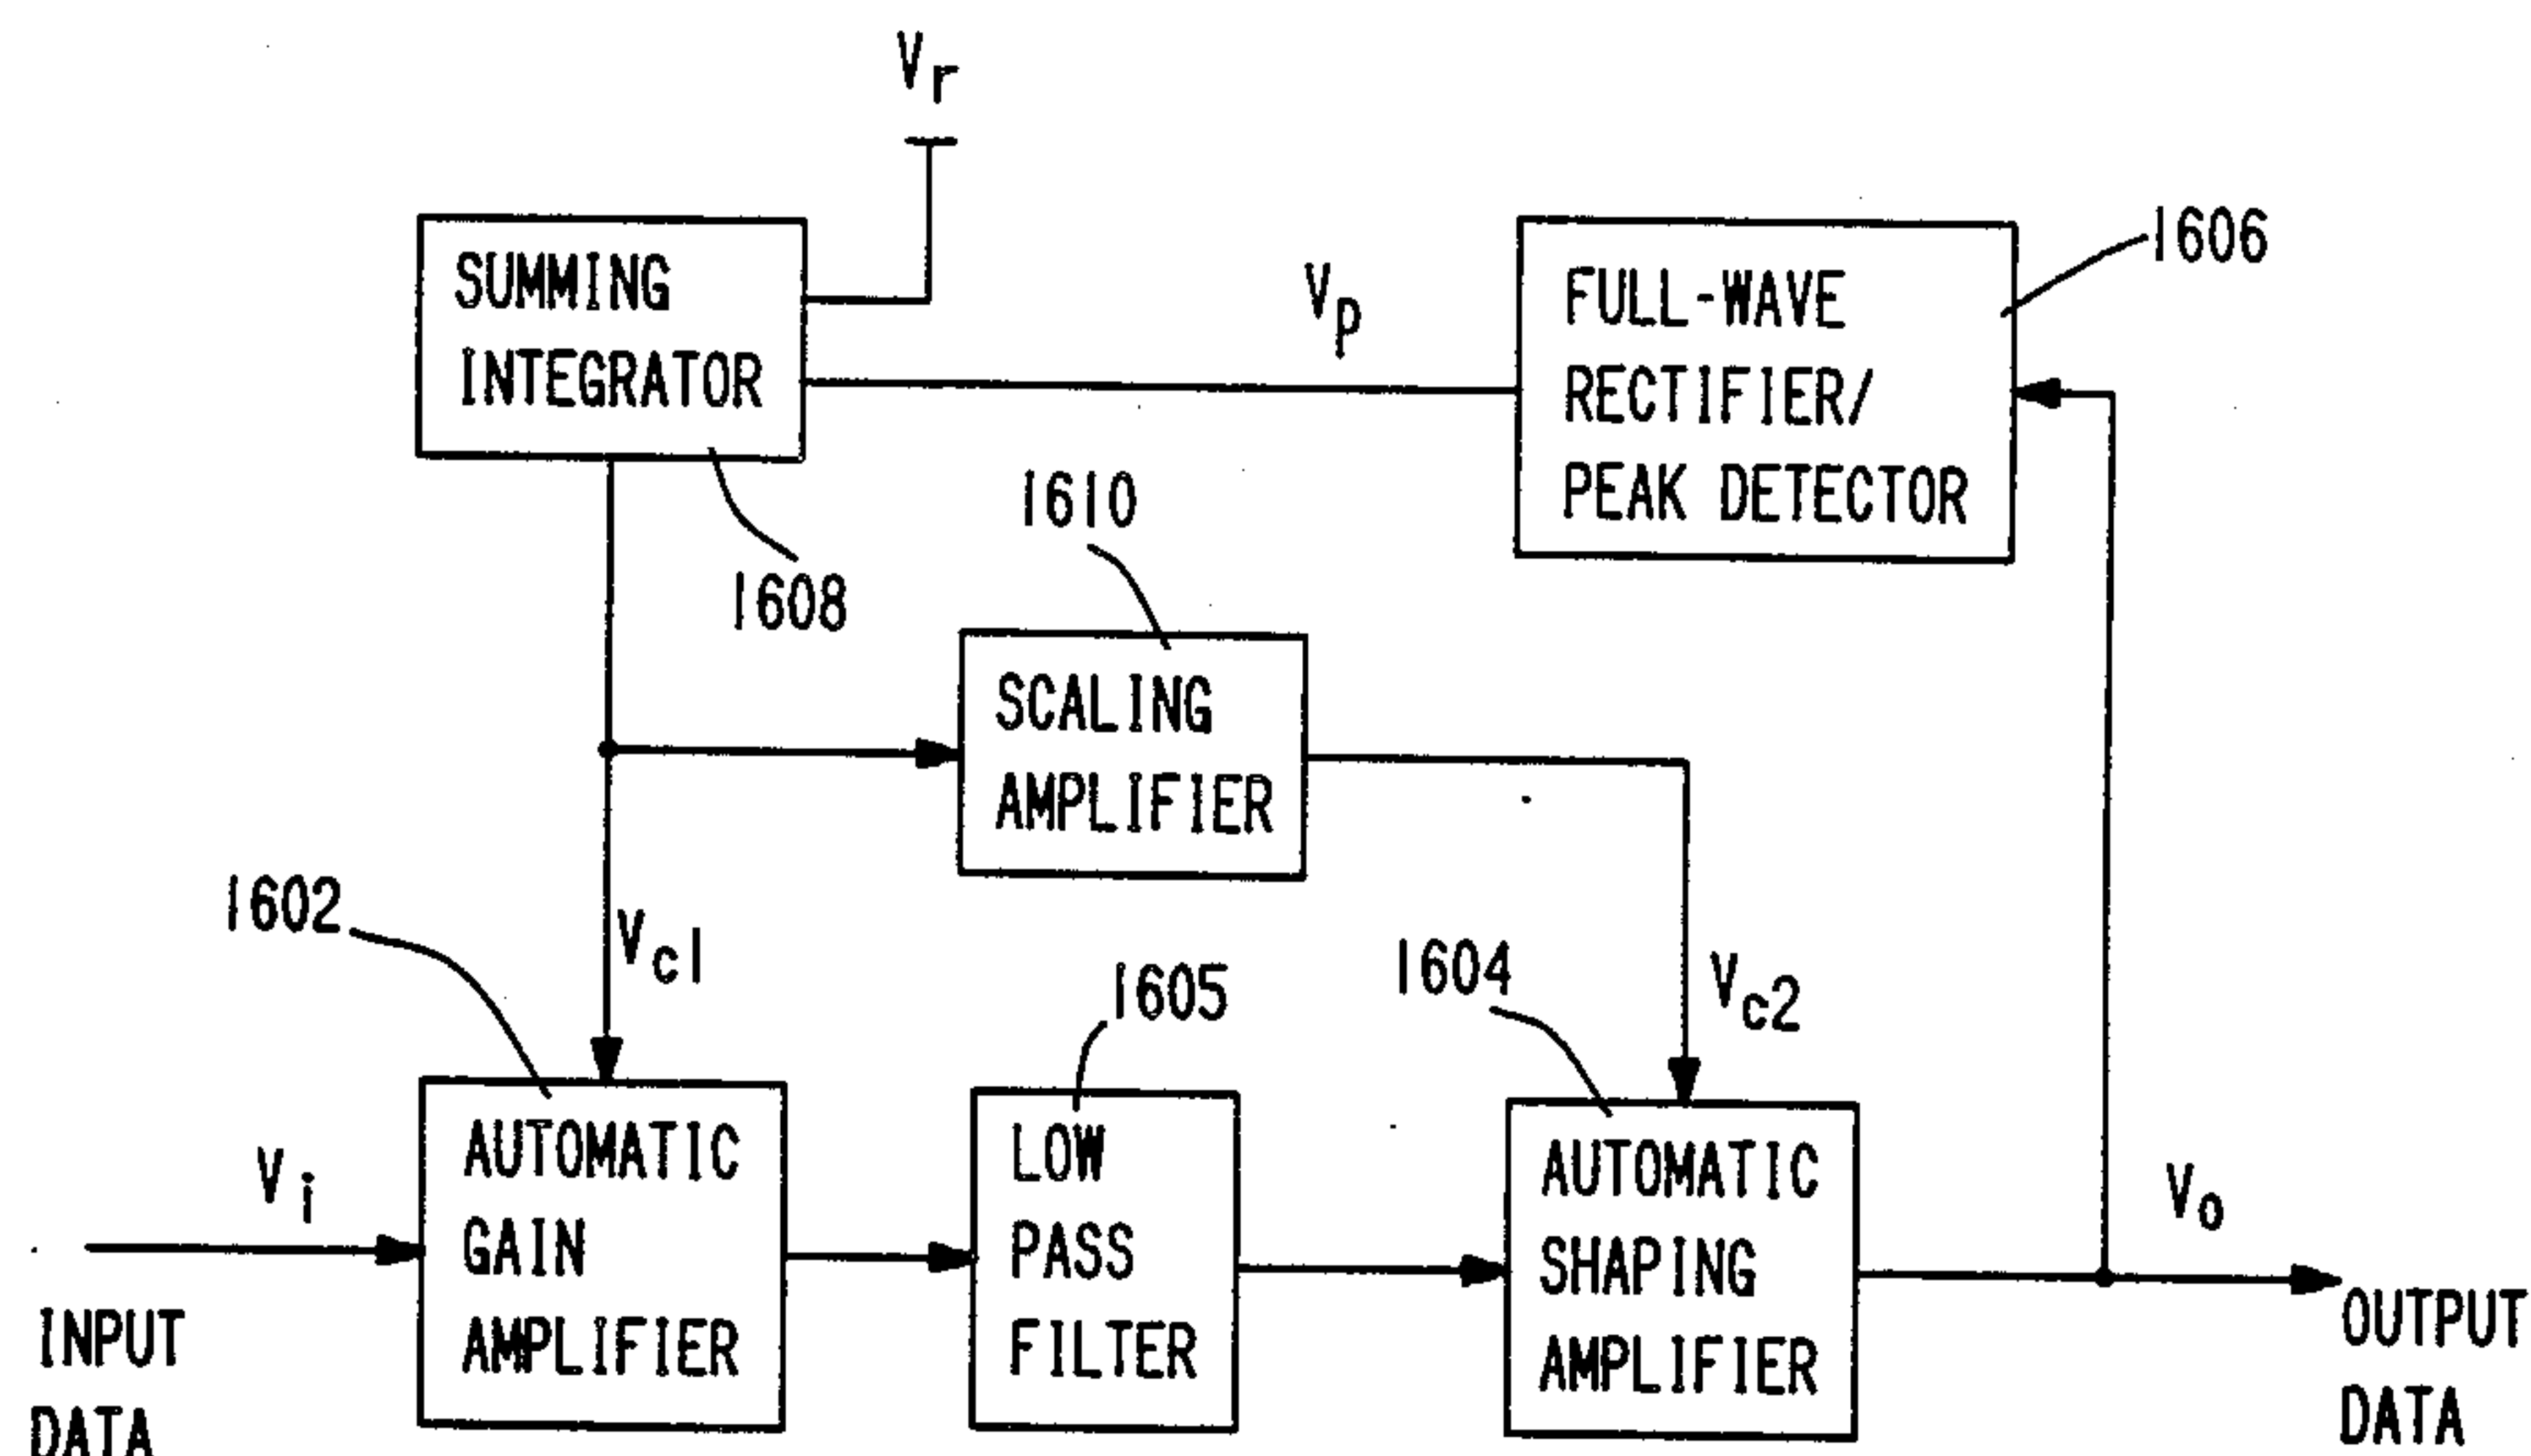 Vr
SUMMING
INTEGRATOR
1608
Vp
FULL-WAVE
RECTIFIER/
PEAK DETECTOR
1606
1610
SCALING
AMPLIFIER
1602
Vc1
1605
1604
Vc2
Vi
INPUT
DATA
AUTOMATIC
GAIN
AMPLIFIER
LOW
PASS
FILTER
AUTOMATIC
SHAPING
AMPLIFIER
Vo
OUTPUT
DATA